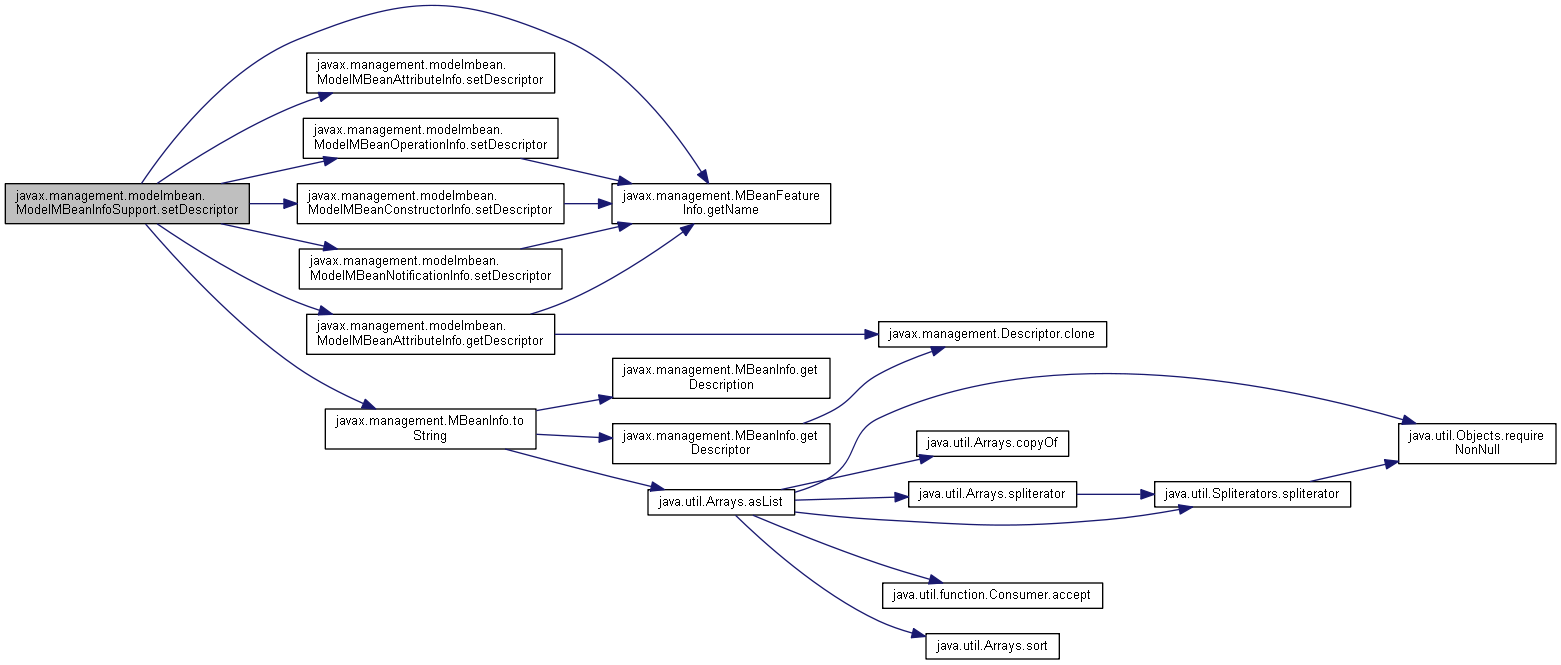 javax.management.modelmbean.
ModelMBeanInfoSupport.setDescriptor
javax.management.modelmbean.
ModelMBeanAttributeInfo.setDescriptor
javax.management.modelmbean.
ModelMBeanOperationInfo.setDescriptor
javax.management.modelmbean.
ModelMBeanConstructorInfo.setDescriptor
javax.management.modelmbean.
ModelMBeanNotificationInfo.setDescriptor
javax.management.modelmbean.
ModelMBeanAttributeInfo.getDescriptor
javax.management.MBeanInfo.to
String
javax.management.MBeanFeature
Info.getName
javax.management.MBeanInfo.get
Description
javax.management.MBeanInfo.get
Descriptor
java.util.Arrays.asList
javax.management.Descriptor.clone
java.util.Arrays.copyOf
java.util.Arrays.spliterator
java.util.function.Consumer.accept
java.util.Arrays.sort
java.util.Spliterators.spliterator
java.util.Objects.require
NonNull